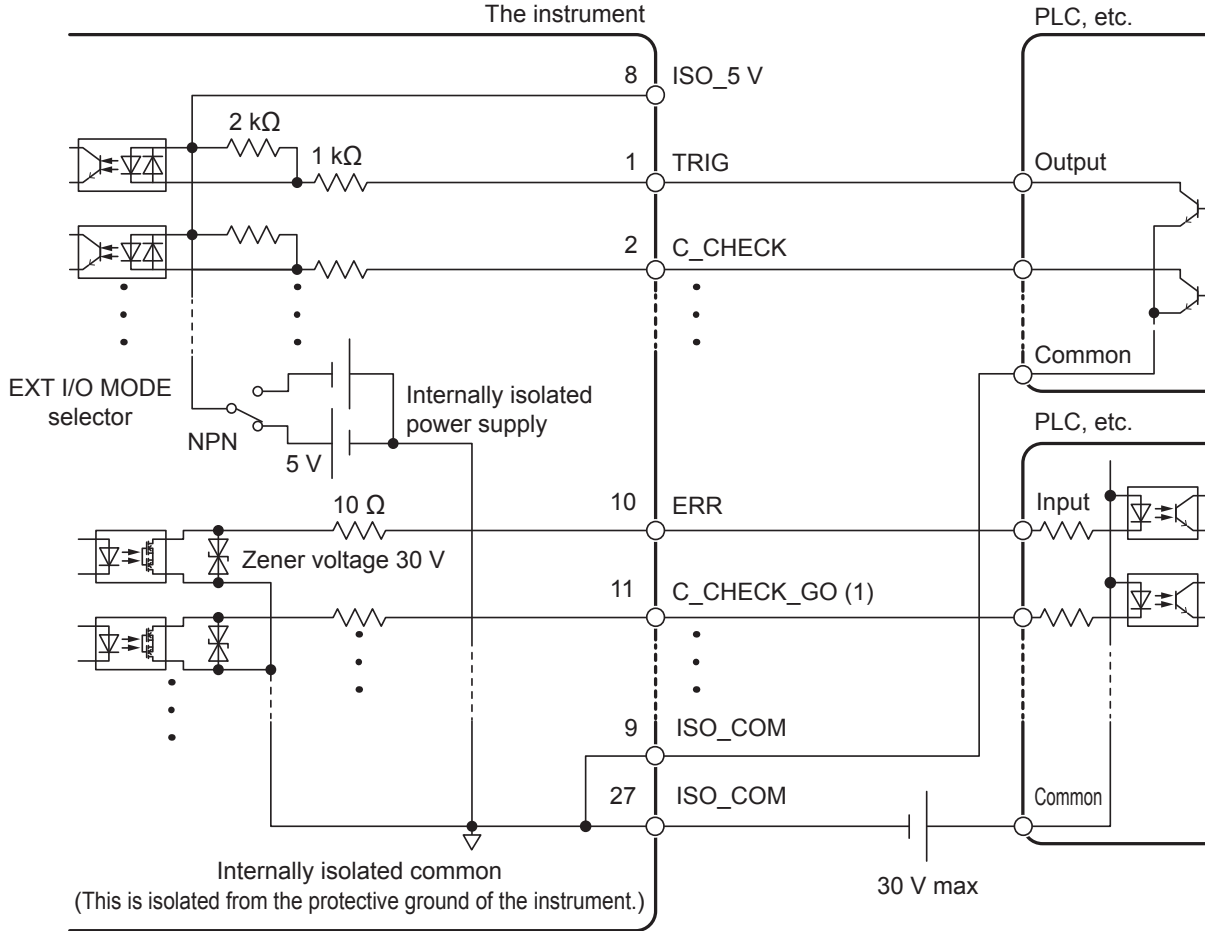 The instrument
PLC, etc.
8 ISO_5 V
2 kΩ
1 kΩ
1 TRIG
Output
2 C_CHECK
Common
EXT I/O MODE
selector
NPN
5 V
Internally isolated
power supply
PLC, etc.
10 Ω
10 ERR
Input
Zener voltage 30 V
11 C_CHECK_GO (1)
9 ISO_COM
27 ISO_COM
Common
30 V max
Internally isolated common
(This is isolated from the protective ground of the instrument.)